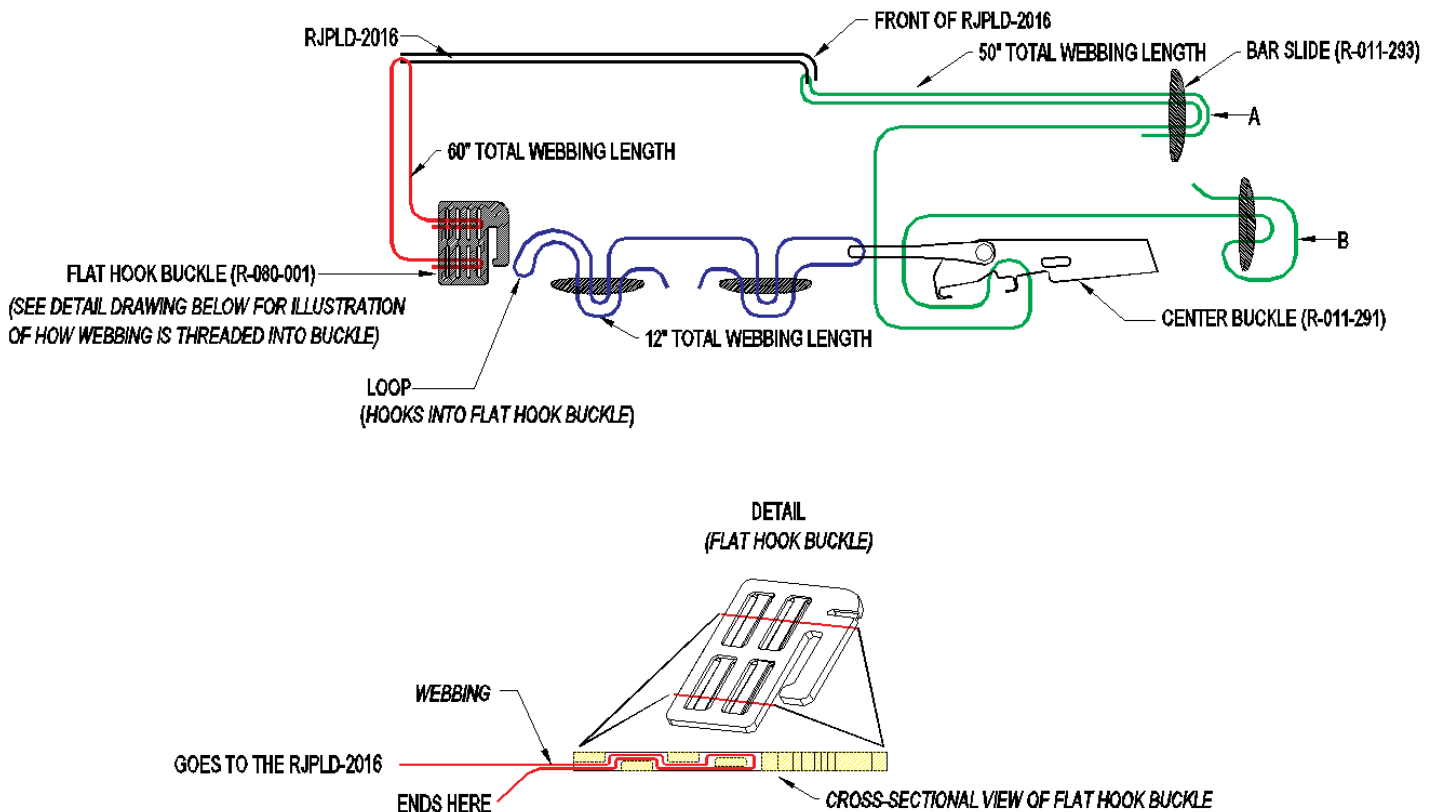 FRONT OF RJPLD-2016
RJPLD-2016
50" TOTAL WEBBING LENGTH
BAR SLIDE (R-011-293)
A
60" TOTAL WEBBING LENGTH
B
FLAT HOOK BUCKLE (R-080-001)
(SEE DETAIL DRAWING BELOW FOR ILLUSTRATION
OF HOW WEBBING IS THREADED INTO BUCKLE)
CENTER BUCKLE (R-011-291)
12" TOTAL WEBBING LENGTH
LOOP
(HOOKS INTO FLAT HOOK BUCKLE)
DETAIL
(FLAT HOOK BUCKLE)
WEBBING
GOES TO THE RJPLD-2016
ENDS HERE
CROSS-SECTIONAL VIEW OF FLAT HOOK BUCKLE